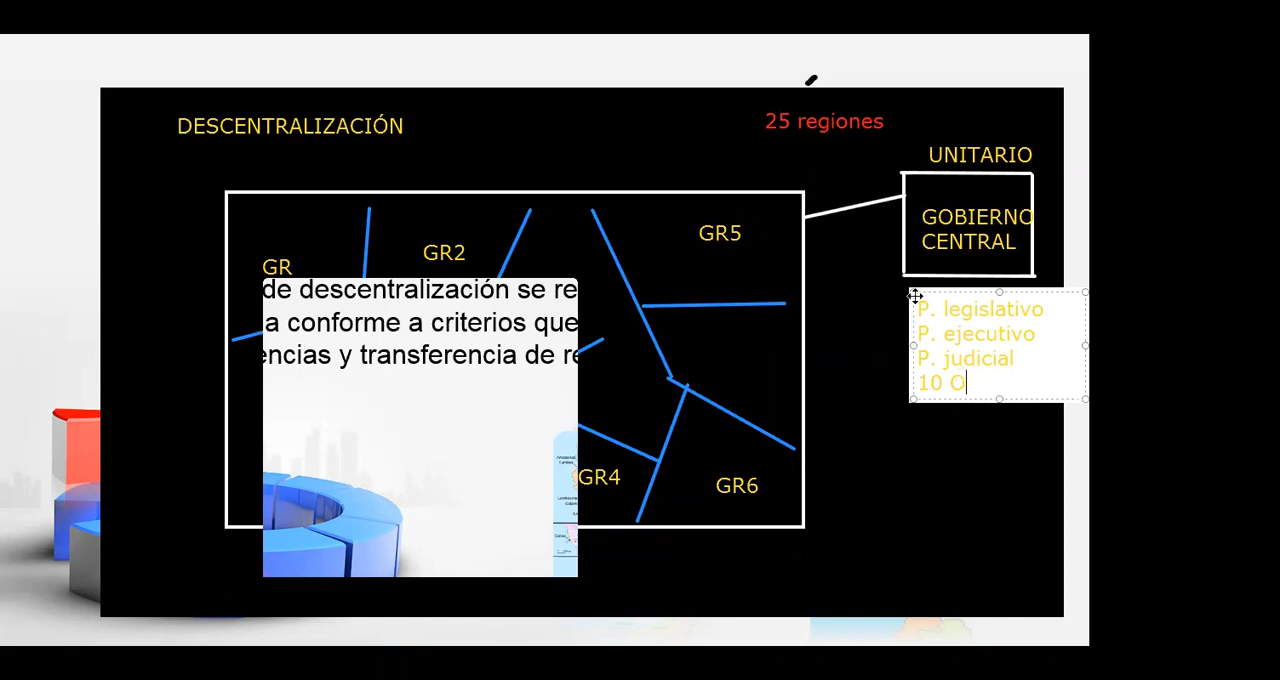 DESCENTRALIZACIÓN
25 regiones
UNITARIO
GOBIERNO
CENTRAL
GR5
GR2
GR
de descentralización se re
a conforme a criterios que
encias y transferencia de re
P. legislativo
P. ejecutivo
P. judicial
10 O
GR4
GR6